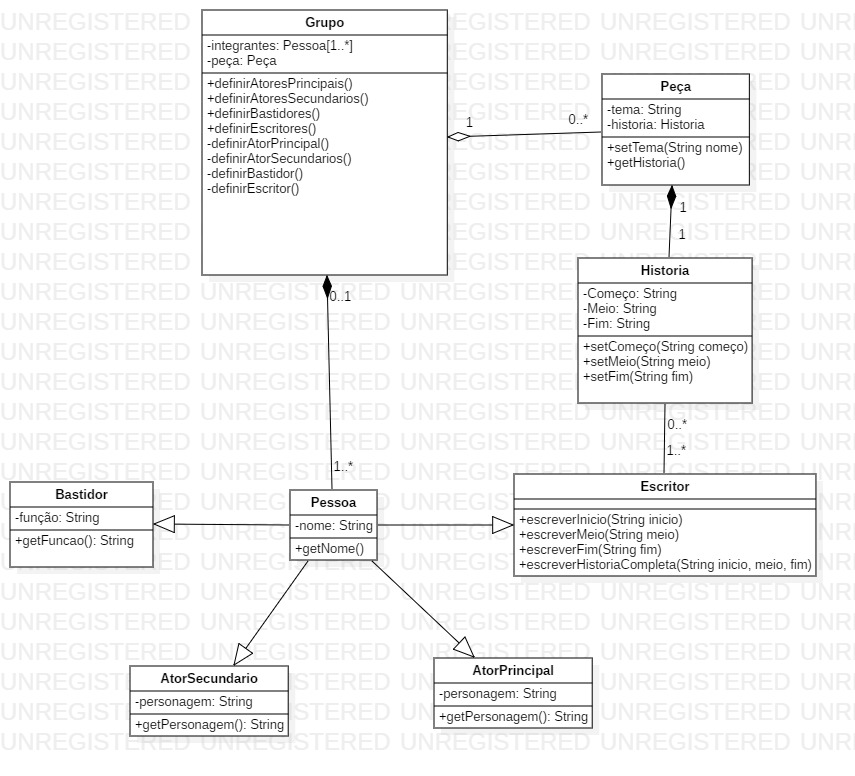 Grupo
-integrantes: Pessoa[1..*]
-peça: Peça
+definirAtoresPrincipais()
+definirAtoresSecundarios()
+definirBastidores()
+definirEscritores()
-definirAtorPrincipal()
-definirAtorSecundarios()
-definirBastidor()
-definirEscritor()
1
0..*
Peça
-tema: String
-historia: Historia
+setTema(String nome)
+getHistoria()
1
1
Historia
-Começo: String
-Meio: String
-Fim: String
+setComeço(String começo)
+setMeio(String meio)
+setFim(String fim)
0..1
1..*
0..*
1..*
Bastidor
-função: String
+getFuncao(): String
Pessoa
-nome: String
+getNome()
Escritor
+escreverInicio(String inicio)
+escreverMeio(String meio)
+escreverFim(String fim)
+escreverHistoriaCompleta(String inicio, meio, fim)
AtorSecundario
-personagem: String
+getPersonagem(): String
AtorPrincipal
-personagem: String
+getPersonagem(): String
UNREGISTERED